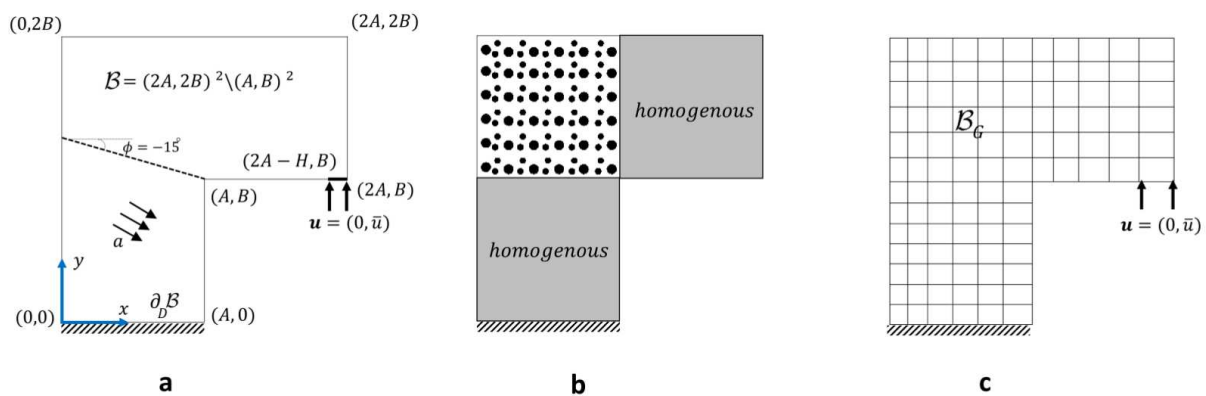 (0,2B)
(2A, 2B)
ℬ= (2A, 2B) ²\(A, B) ²
ϕ = −15°
(2A − H, B)
(A, B)
(2A, B)
u = (0, ū)
a
y
x
∂_Dℬ
(0,0)
(A, 0)
a
homogenous
homogenous
b
ℬ_G
u = (0, ū)
c